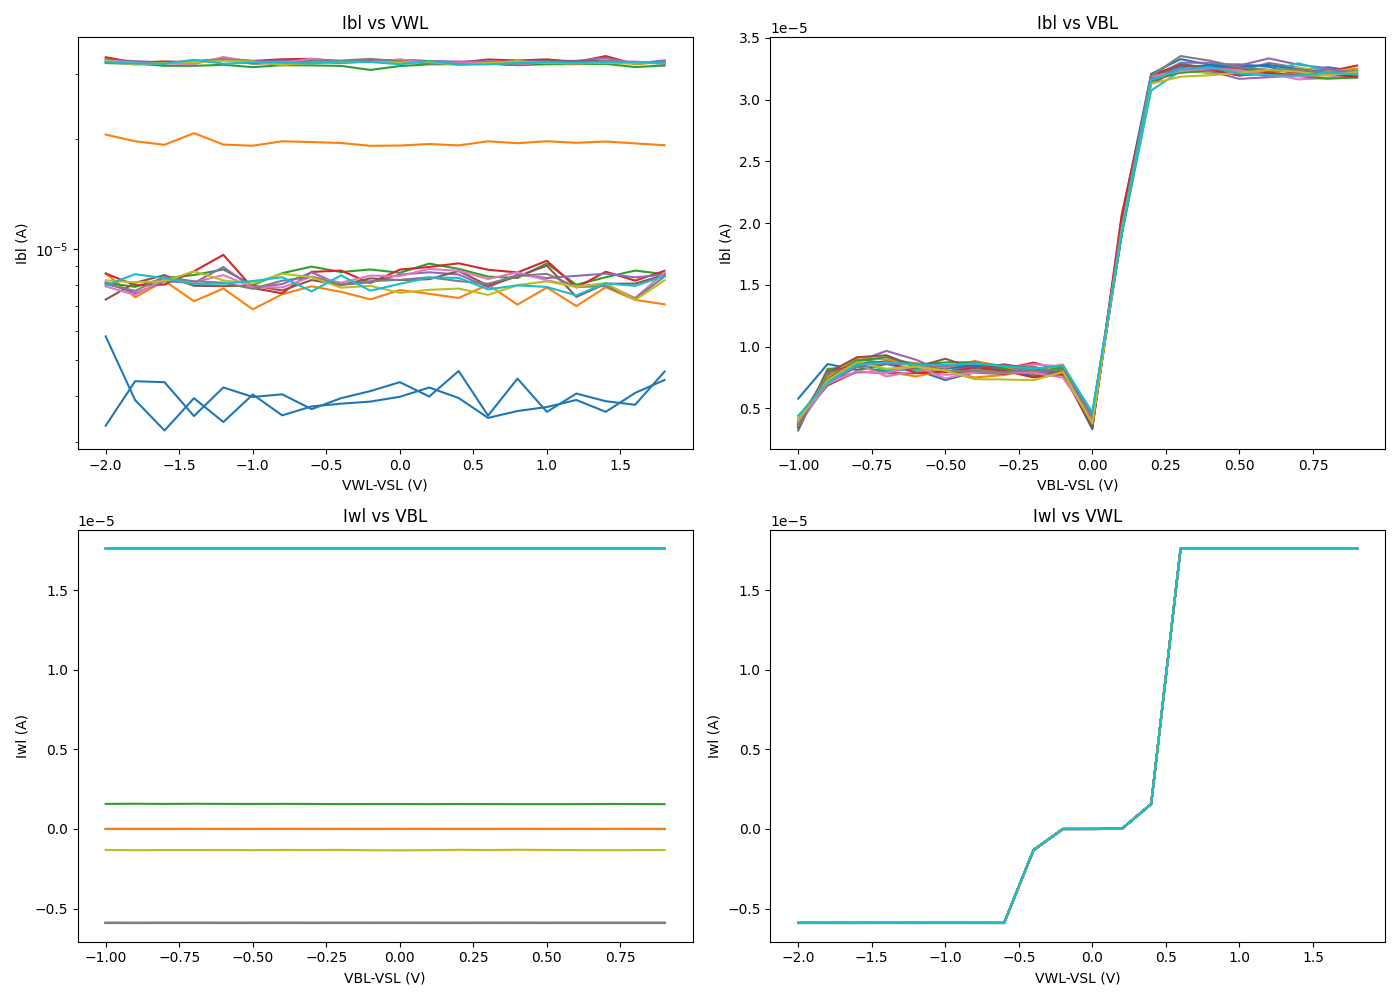 Ibl vs VWL
Ibl (A)
10⁻⁵
−2.0 −1.5 −1.0 −0.5 0.0 0.5 1.0 1.5
VWL-VSL (V)
Ibl vs VBL
1e−5
Ibl (A)
3.5
3.0
2.5
2.0
1.5
1.0
0.5
−1.00 −0.75 −0.50 −0.25 0.00 0.25 0.50 0.75
VBL-VSL (V)
Iwl vs VBL
1e−5
Iwl (A)
1.5
1.0
0.5
0.0
−0.5
−1.00 −0.75 −0.50 −0.25 0.00 0.25 0.50 0.75
VBL-VSL (V)
Iwl vs VWL
1e−5
Iwl (A)
1.5
1.0
0.5
0.0
−0.5
−2.0 −1.5 −1.0 −0.5 0.0 0.5 1.0 1.5
VWL-VSL (V)